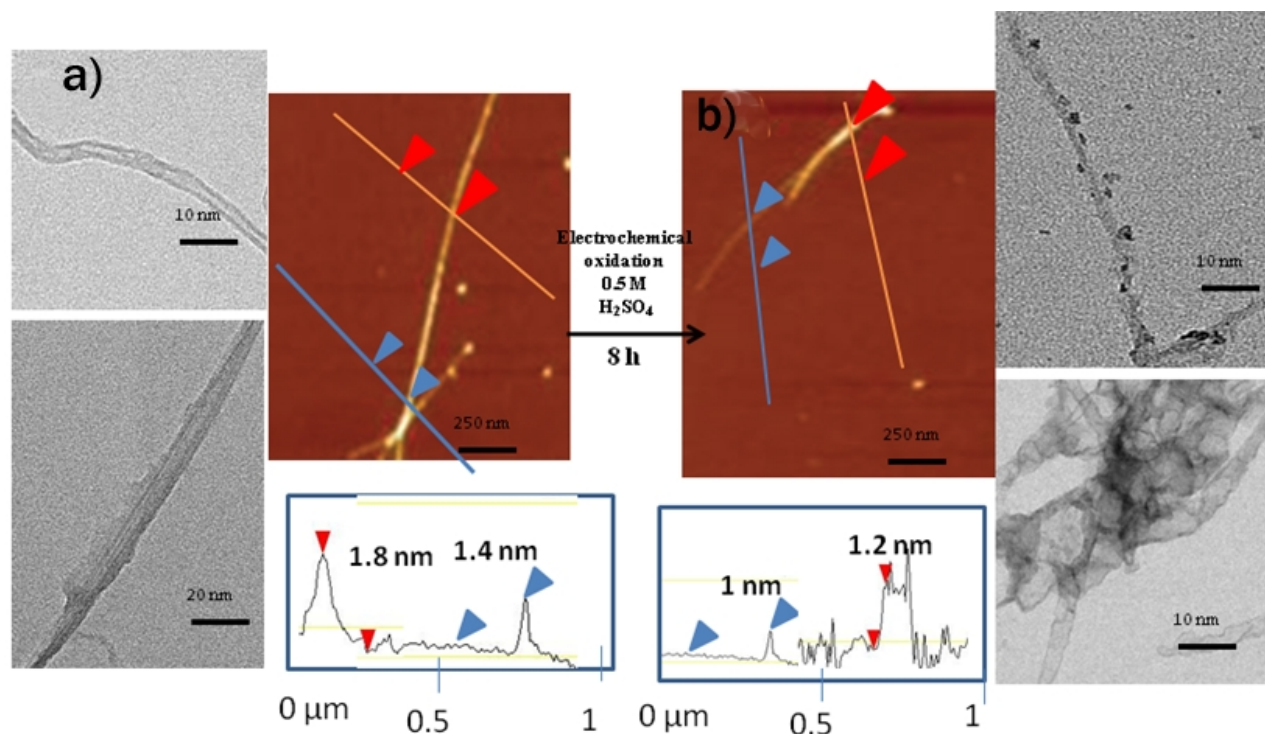 a)
10 nm
20 nm
250 nm
Electrochemical
oxidation
0.5 M
H₂SO₄
8 h
b)
250 nm
10 nm
10 nm
1.8 nm
1.4 nm
0 µm
0.5
1
1 nm
1.2 nm
0 µm
0.5
1